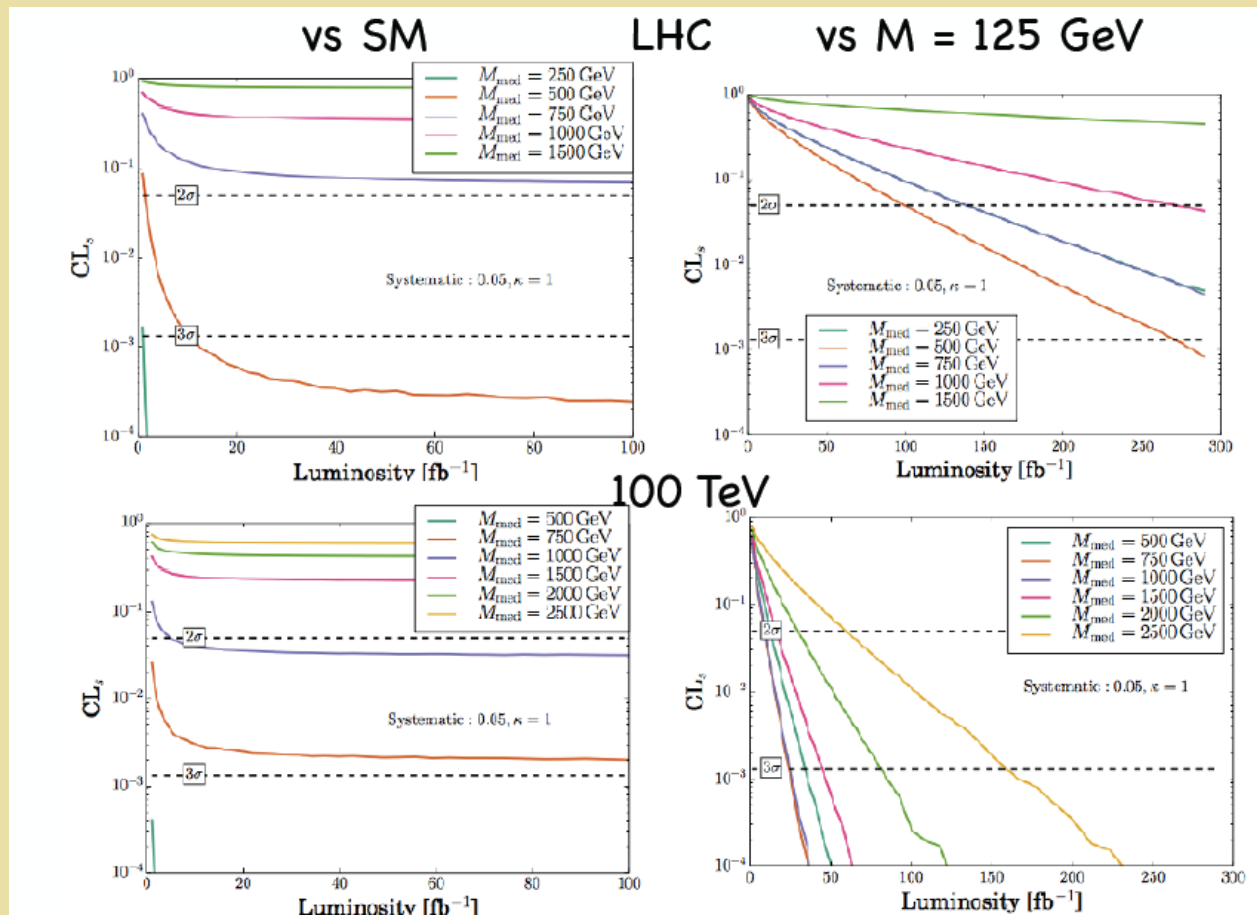 vs SM LHC vs M = 125 GeV
10^0
10^-1
10^-2
10^-3
10^-4
CL_s
M_med = 250 GeV
M_med = 500 GeV
M_med = 750 GeV
M_med = 1000 GeV
M_med = 1500 GeV
2σ
Systematic : 0.05, κ = 1
3σ
0 20 40 60 80 100
Luminosity [fb^-1]
10^0
10^-1
10^-2
10^-3
10^-4
CL_s
2σ
Systematic : 0.05, κ = 1
3σ
M_med = 250 GeV
M_med = 500 GeV
M_med = 750 GeV
M_med = 1000 GeV
M_med = 1500 GeV
0 50 100 150 200 250 300
Luminosity [fb^-1]
100 TeV
10^0
10^-1
10^-2
10^-3
10^-4
CL_s
M_med = 500 GeV
M_med = 750 GeV
M_med = 1000 GeV
M_med = 1500 GeV
M_med = 2000 GeV
M_med = 2500 GeV
2σ
Systematic : 0.05, κ = 1
3σ
0 20 40 60 80 100
Luminosity [fb^-1]
10^0
10^-1
10^-2
10^-3
10^-4
CL_s
M_med = 500 GeV
M_med = 750 GeV
M_med = 1000 GeV
M_med = 1500 GeV
M_med = 2000 GeV
M_med = 2500 GeV
2σ
Systematic : 0.05, κ = 1
3σ
0 50 100 150 200 250 300
Luminosity [fb^-1]